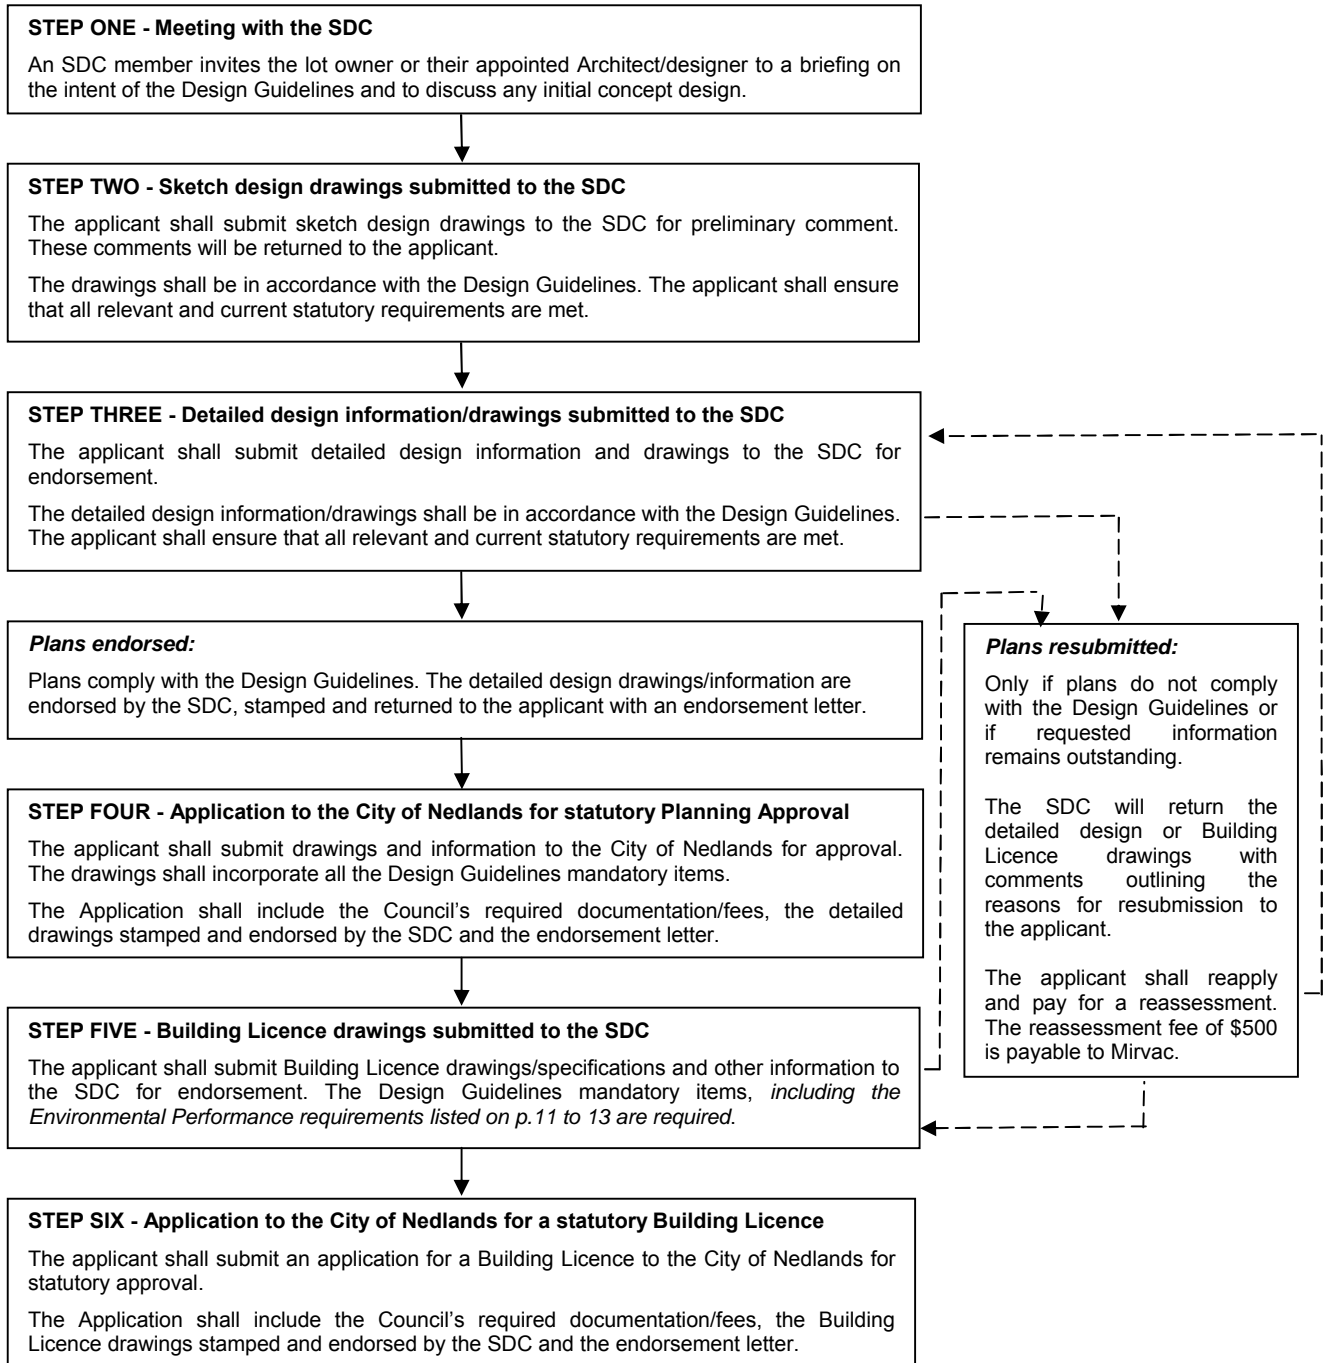 STEP ONE - Meeting with the SDC
An SDC member invites the lot owner or their appointed Architect/designer to a briefing on
the intent of the Design Guidelines and to discuss any initial concept design.
STEP TWO - Sketch design drawings submitted to the SDC
The applicant shall submit sketch design drawings to the SDC for preliminary comment.
These comments will be returned to the applicant.
The drawings shall be in accordance with the Design Guidelines. The applicant shall ensure
that all relevant and current statutory requirements are met.
STEP THREE - Detailed design information/drawings submitted to the SDC
The applicant shall submit detailed design information and drawings to the SDC for
endorsement.
The detailed design information/drawings shall be in accordance with the Design Guidelines.
The applicant shall ensure that all relevant and current statutory requirements are met.
Plans endorsed:
Plans comply with the Design Guidelines. The detailed design drawings/information are
endorsed by the SDC, stamped and returned to the applicant with an endorsement letter.
Plans resubmitted:
Only if plans do not comply
with the Design Guidelines or
if requested information
remains outstanding.
The SDC will return the
detailed design or Building
Licence drawings with
comments outlining the
reasons for resubmission to
the applicant.
The applicant shall reapply
and pay for a reassessment.
The reassessment fee of $500
is payable to Mirvac.
STEP FOUR - Application to the City of Nedlands for statutory Planning Approval
The applicant shall submit drawings and information to the City of Nedlands for approval.
The drawings shall incorporate all the Design Guidelines mandatory items.
The Application shall include the Council's required documentation/fees, the detailed
drawings stamped and endorsed by the SDC and the endorsement letter.
STEP FIVE - Building Licence drawings submitted to the SDC
The applicant shall submit Building Licence drawings/specifications and other information to
the SDC for endorsement. The Design Guidelines mandatory items, including the
Environmental Performance requirements listed on p.11 to 13 are required.
STEP SIX - Application to the City of Nedlands for a statutory Building Licence
The applicant shall submit an application for a Building Licence to the City of Nedlands for
statutory approval.
The Application shall include the Council's required documentation/fees, the Building
Licence drawings stamped and endorsed by the SDC and the endorsement letter.